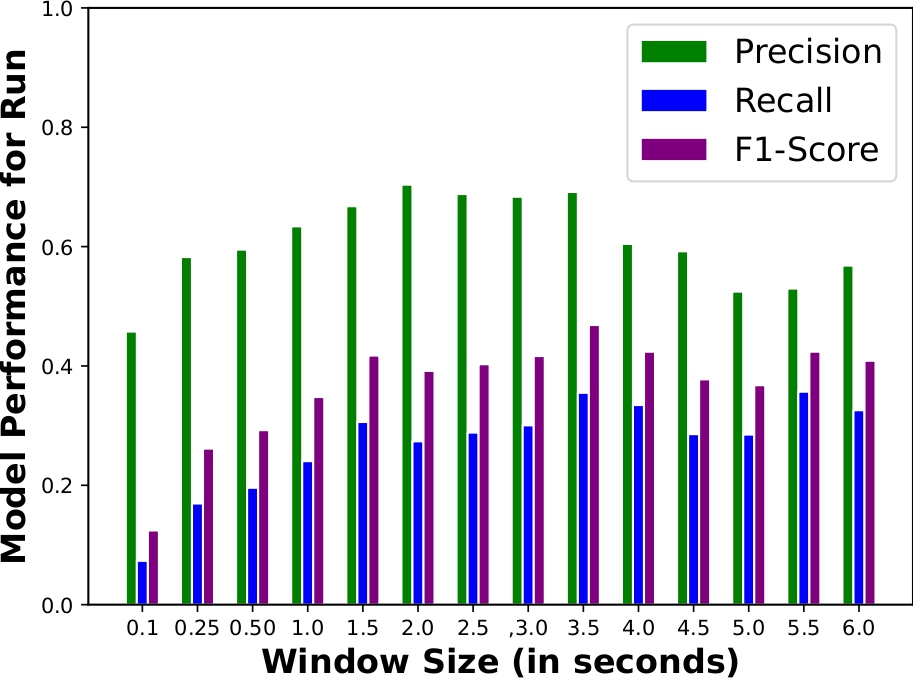 Model Performance for Run
1.0
0.8
0.6
0.4
0.2
0.0
Precision
Recall
F1-Score
0.1 0.25 0.50 1.0 1.5 2.0 2.5 ,3.0 3.5 4.0 4.5 5.0 5.5 6.0
Window Size (in seconds)